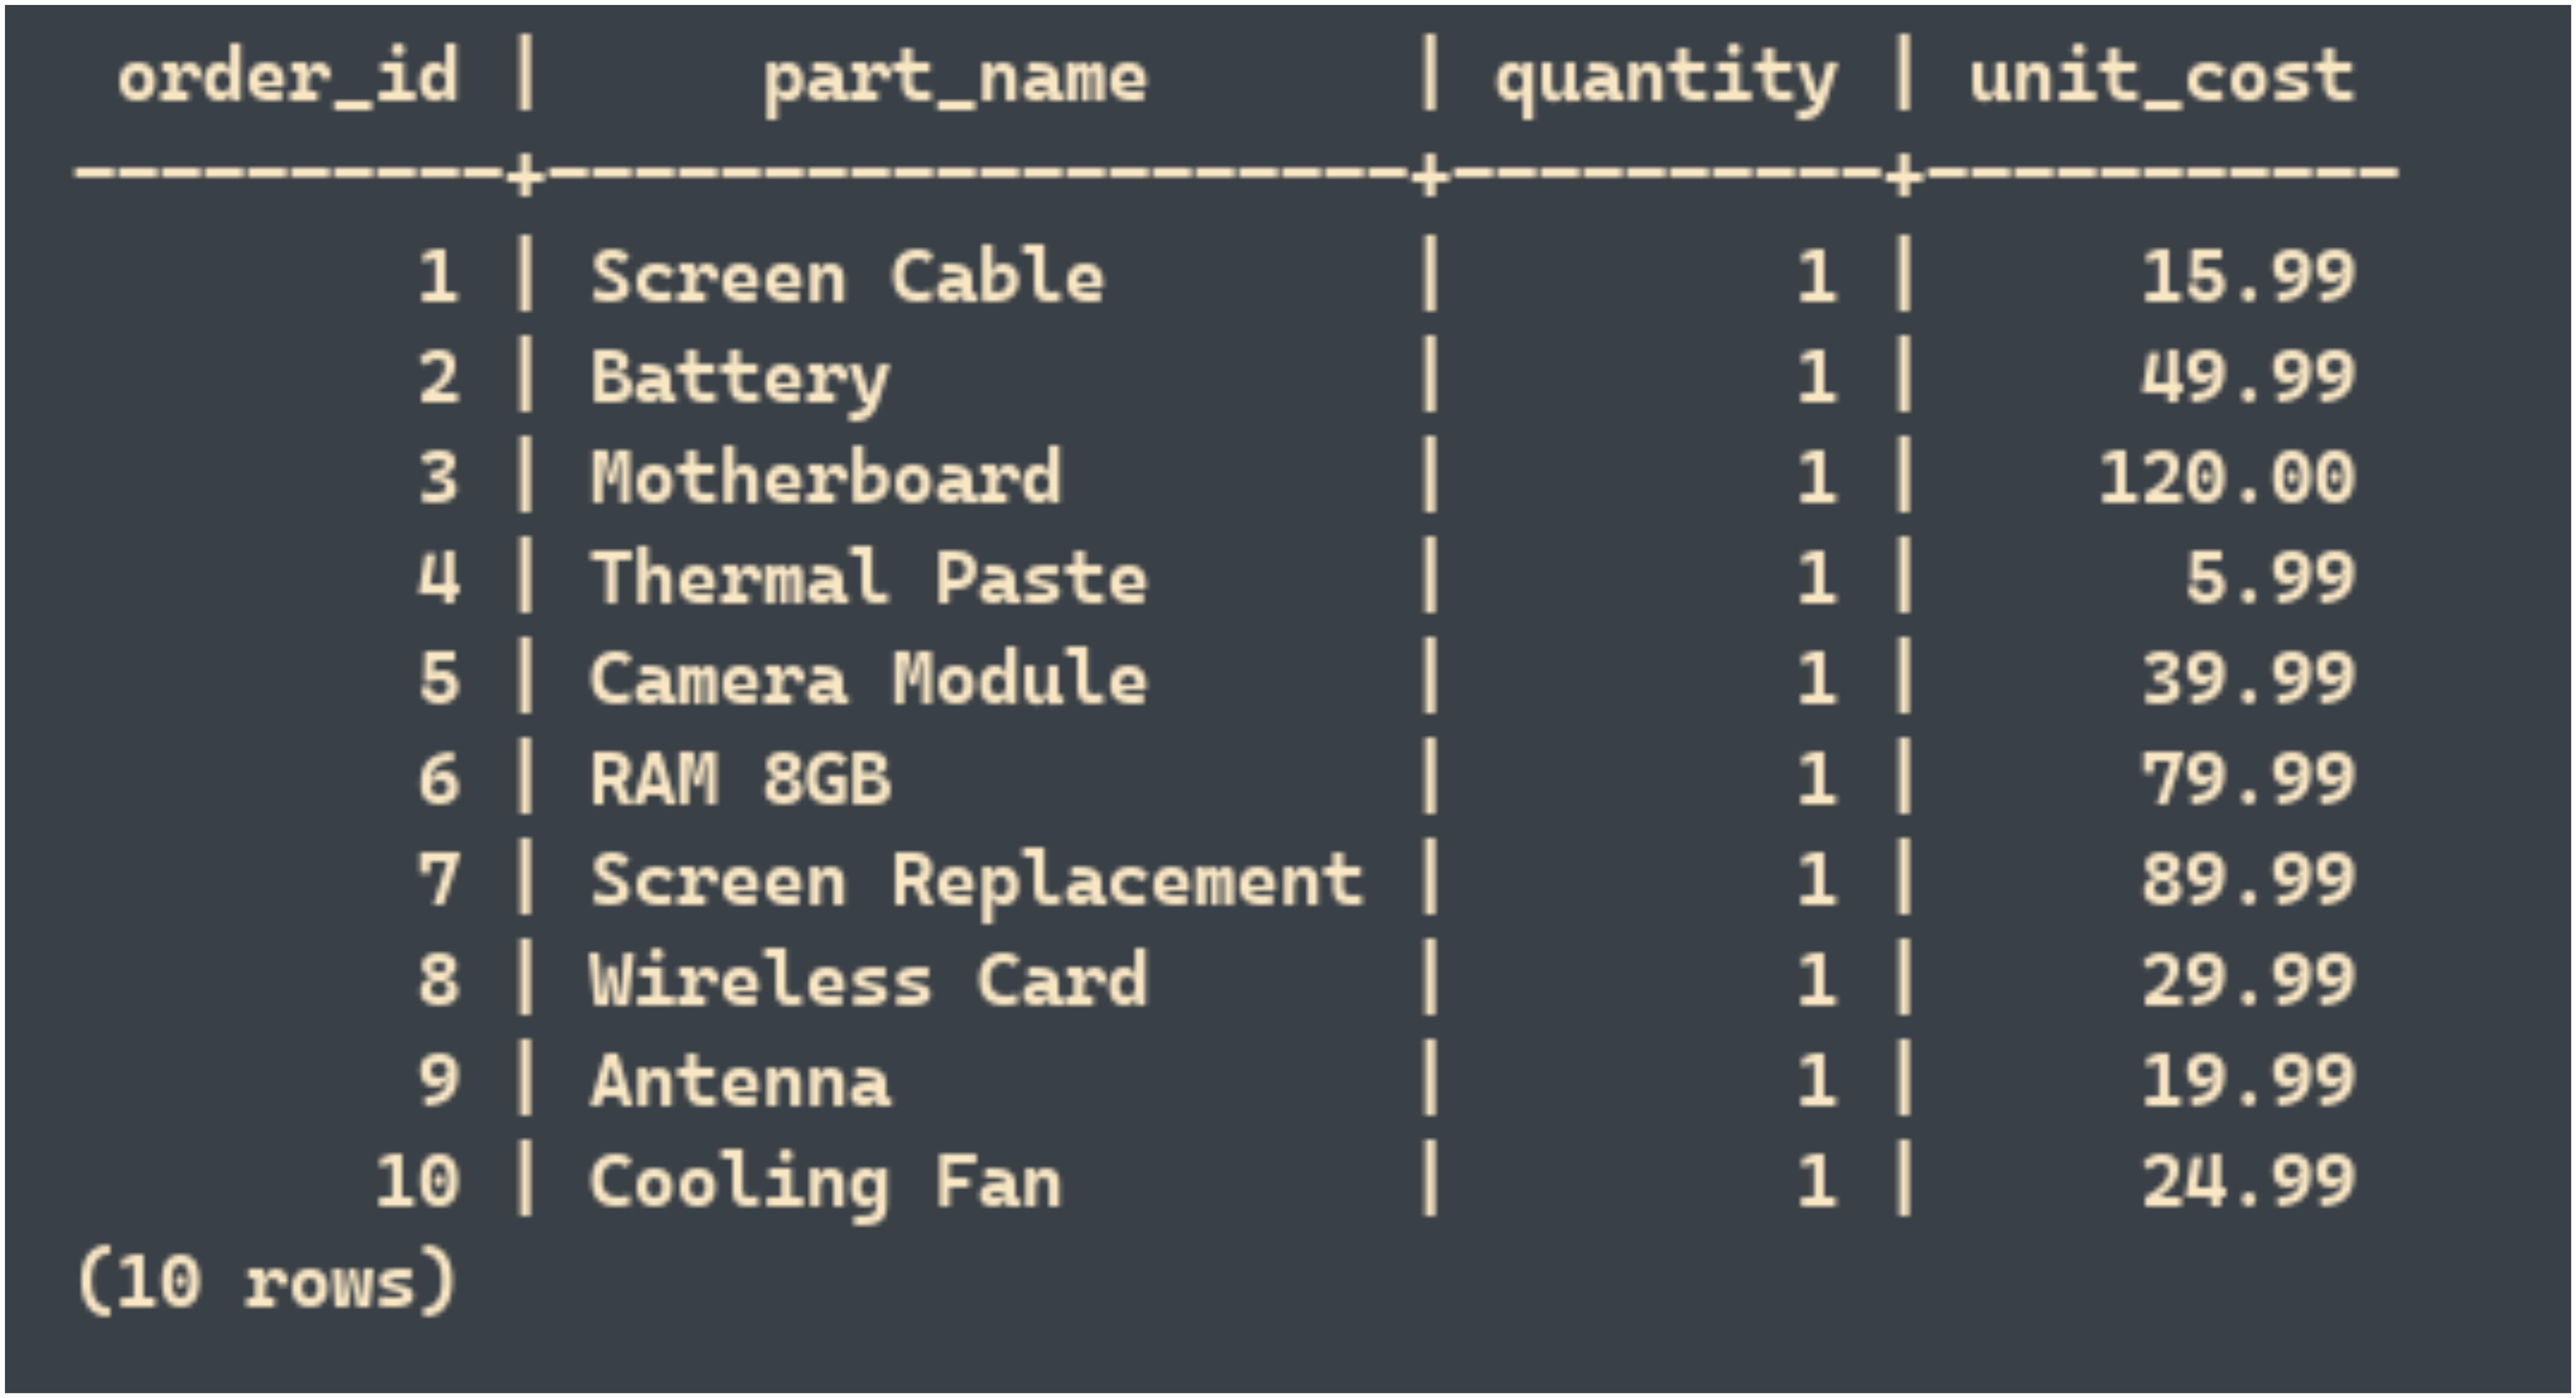 order_id |     part_name      | quantity | unit_cost
----------+--------------------+----------+-----------
        1 | Screen Cable       |        1 |     15.99
        2 | Battery            |        1 |     49.99
        3 | Motherboard        |        1 |    120.00
        4 | Thermal Paste      |        1 |      5.99
        5 | Camera Module      |        1 |     39.99
        6 | RAM 8GB            |        1 |     79.99
        7 | Screen Replacement |        1 |     89.99
        8 | Wireless Card      |        1 |     29.99
        9 | Antenna            |        1 |     19.99
       10 | Cooling Fan        |        1 |     24.99
(10 rows)